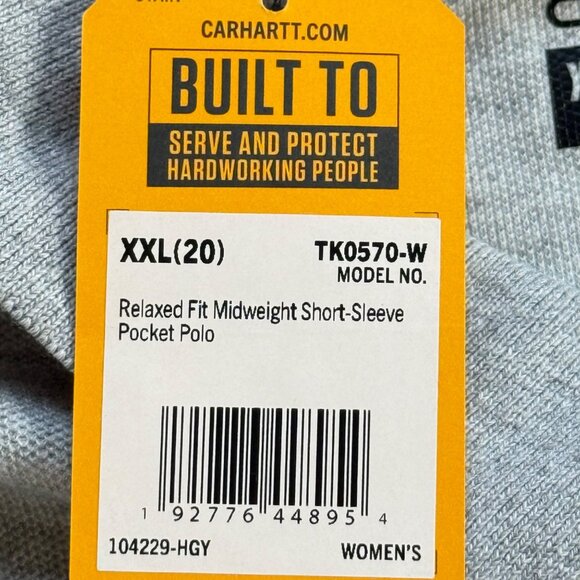 CARHARTT.COM
BUILT TO
SERVE AND PROTECT
HARDWORKING PEOPLE
XXL(20) TK0570-W
MODEL NO.
Relaxed Fit Midweight Short-Sleeve
Pocket Polo
1 92776 44895 4
104229-HGY WOMEN'S